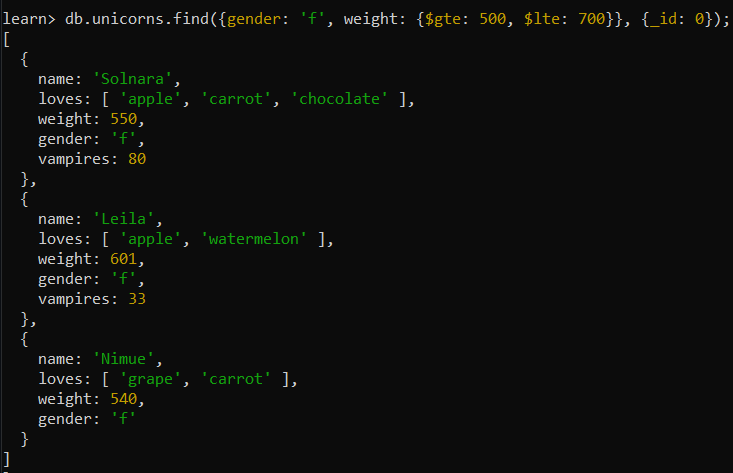 learn> db.unicorns.find({gender: 'f', weight: {$gte: 500, $lte: 700}}, {_id: 0});
[
  {
    name: 'Solnara',
    loves: [ 'apple', 'carrot', 'chocolate' ],
    weight: 550,
    gender: 'f',
    vampires: 80
  },
  {
    name: 'Leila',
    loves: [ 'apple', 'watermelon' ],
    weight: 601,
    gender: 'f',
    vampires: 33
  },
  {
    name: 'Nimue',
    loves: [ 'grape', 'carrot' ],
    weight: 540,
    gender: 'f'
  }
]